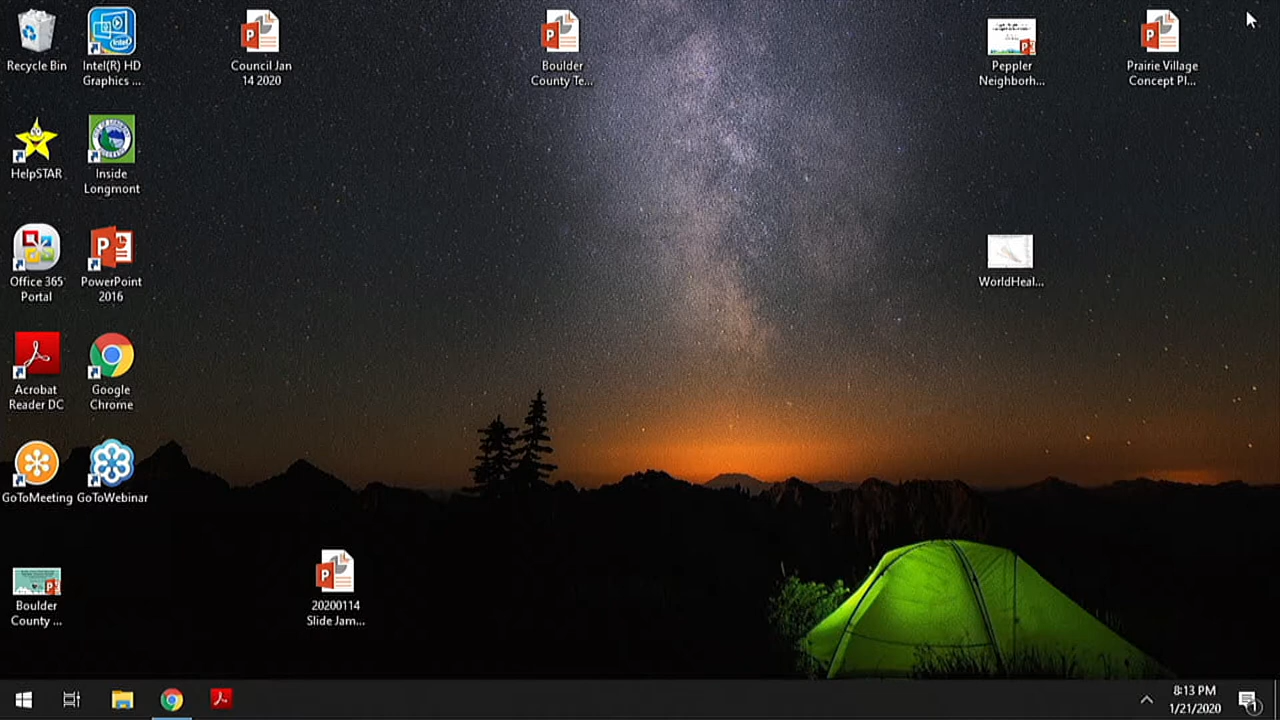 Recycle Bin
Intel(R) HD
Graphics ...
Council Jan
14 2020
Boulder
County Te...
Peppler
Neighborh...
Prairie Village
Concept Pl...
HelpSTAR
Inside
Longmont
Office 365
Portal
PowerPoint
2016
WorldHeal...
Acrobat
Reader DC
Google
Chrome
GoToMeeting
GoToWebinar
Boulder
County ...
20200114
Slide Jam...
8:13 PM
1/21/2020